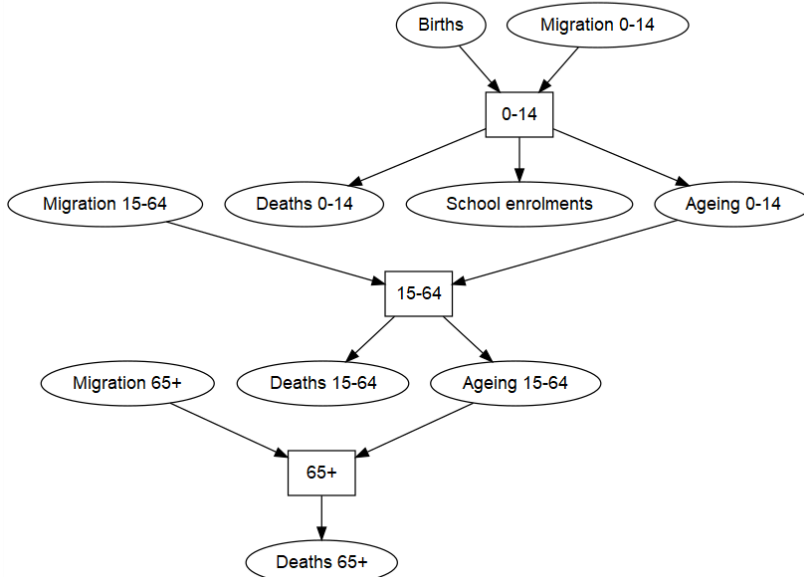 Births
Migration 0-14
0-14
Migration 15-64
Deaths 0-14
School enrolments
Ageing 0-14
15-64
Migration 65+
Deaths 15-64
Ageing 15-64
65+
Deaths 65+